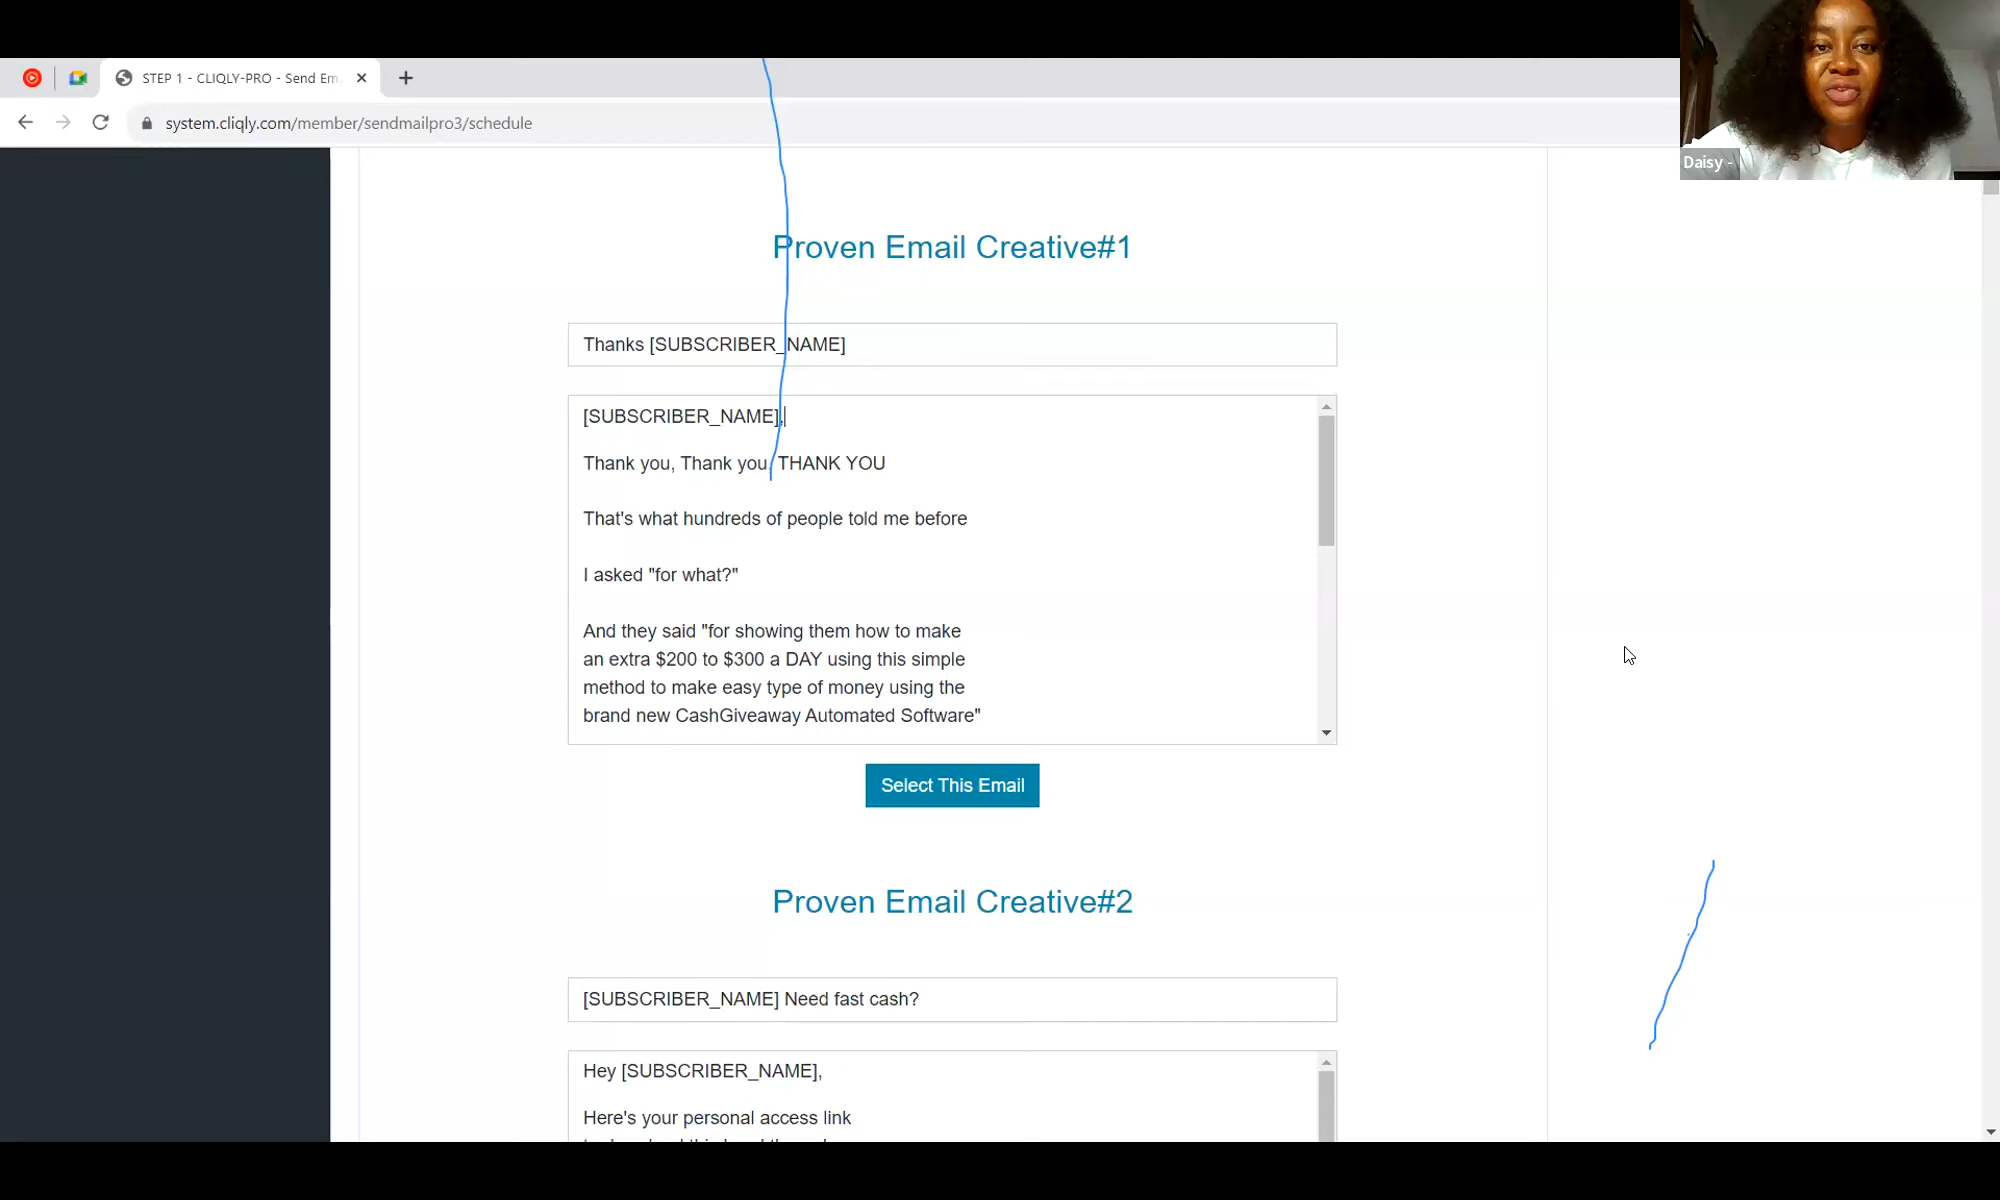 STEP 1 - CLIQLY-PRO - Send Em
system.cliqly.com/member/sendmailpro3/schedule
Daisy -
Proven Email Creative#1
Thanks [SUBSCRIBER_NAME]
[SUBSCRIBER_NAME],
Thank you, Thank you, THANK YOU
That's what hundreds of people told me before
I asked "for what?"
And they said "for showing them how to make
an extra $200 to $300 a DAY using this simple
method to make easy type of money using the
brand new CashGiveaway Automated Software"
Select This Email
Proven Email Creative#2
[SUBSCRIBER_NAME] Need fast cash?
Hey [SUBSCRIBER_NAME],
Here's your personal access link